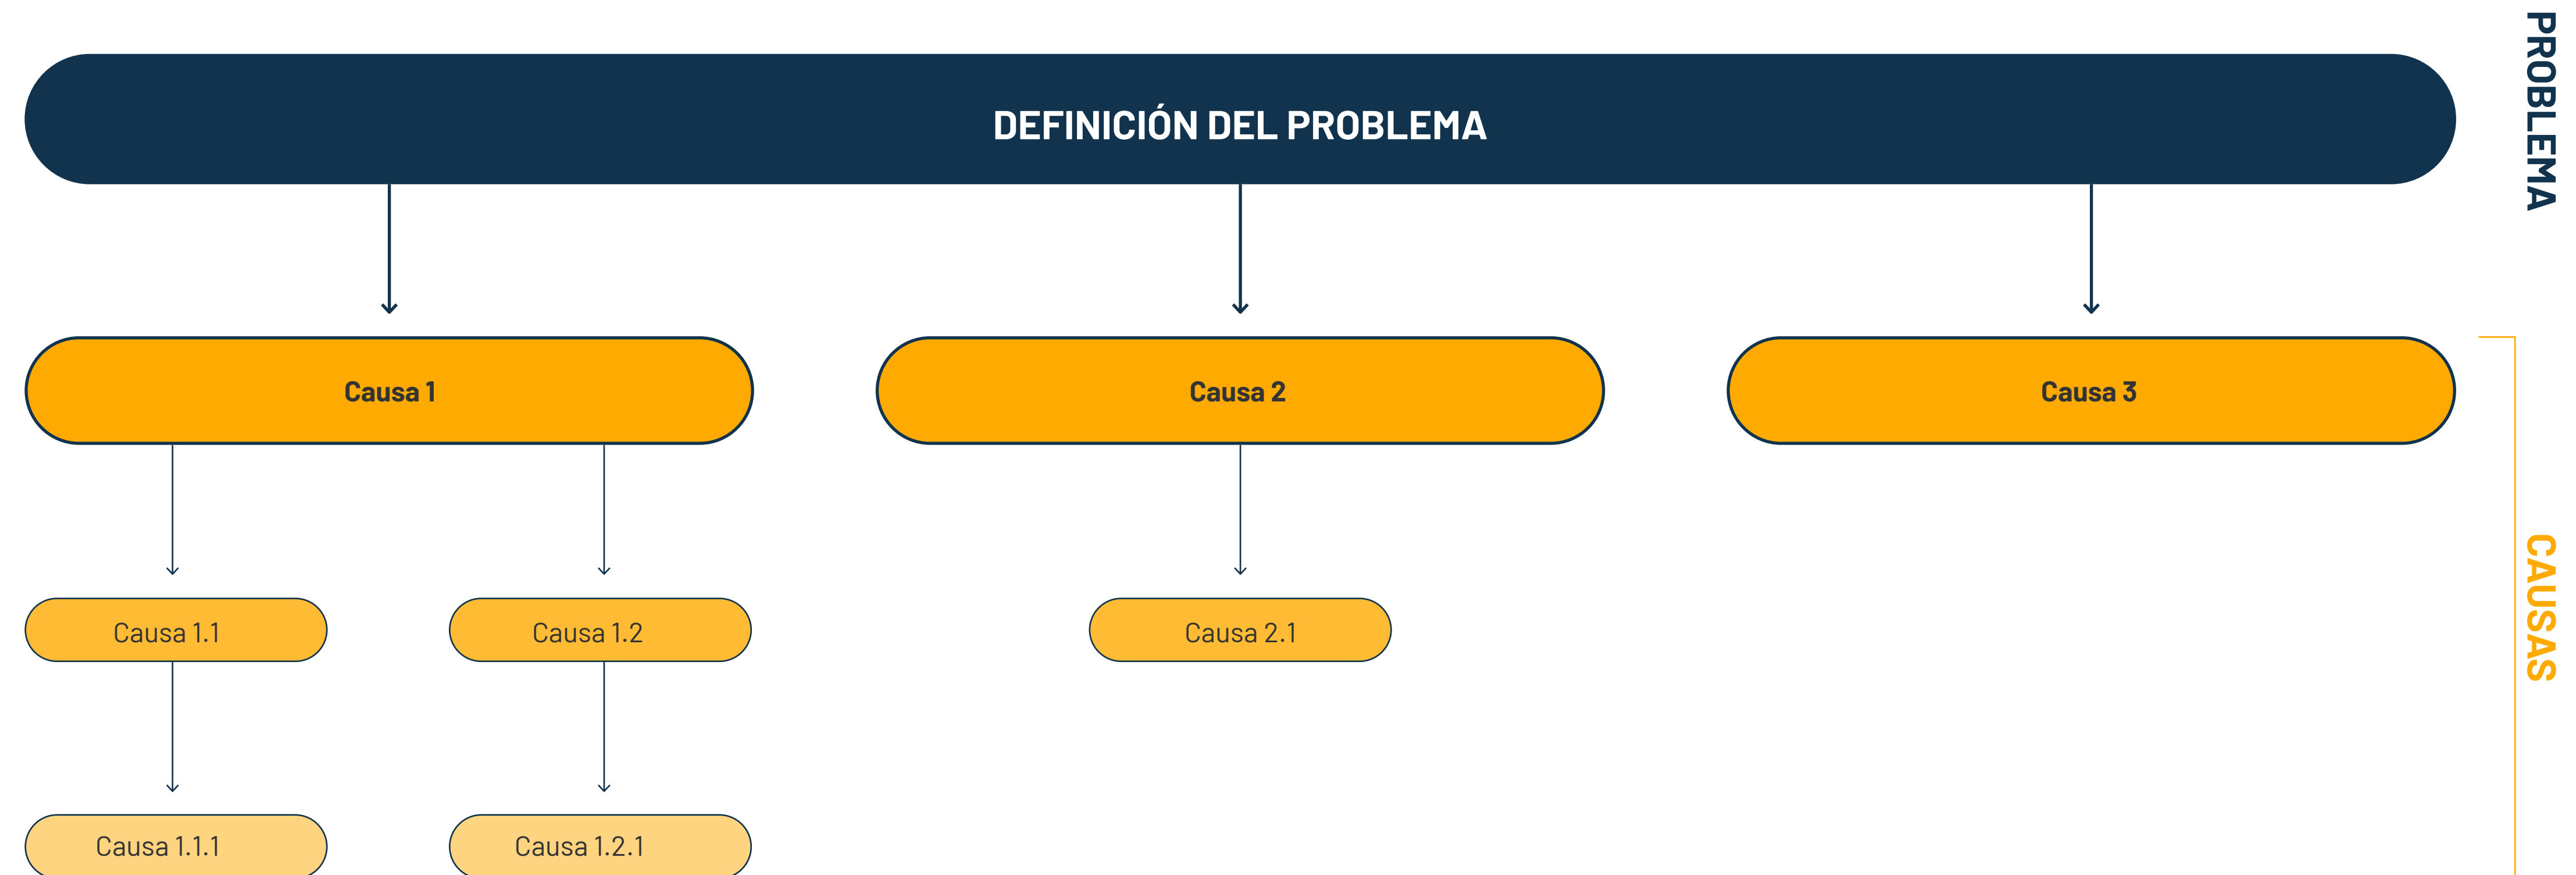 PROBLEMA
DEFINICIÓN DEL PROBLEMA
Causa 1
Causa 2
Causa 3
CAUSAS
Causa 1.1
Causa 1.2
Causa 2.1
Causa 1.1.1
Causa 1.2.1